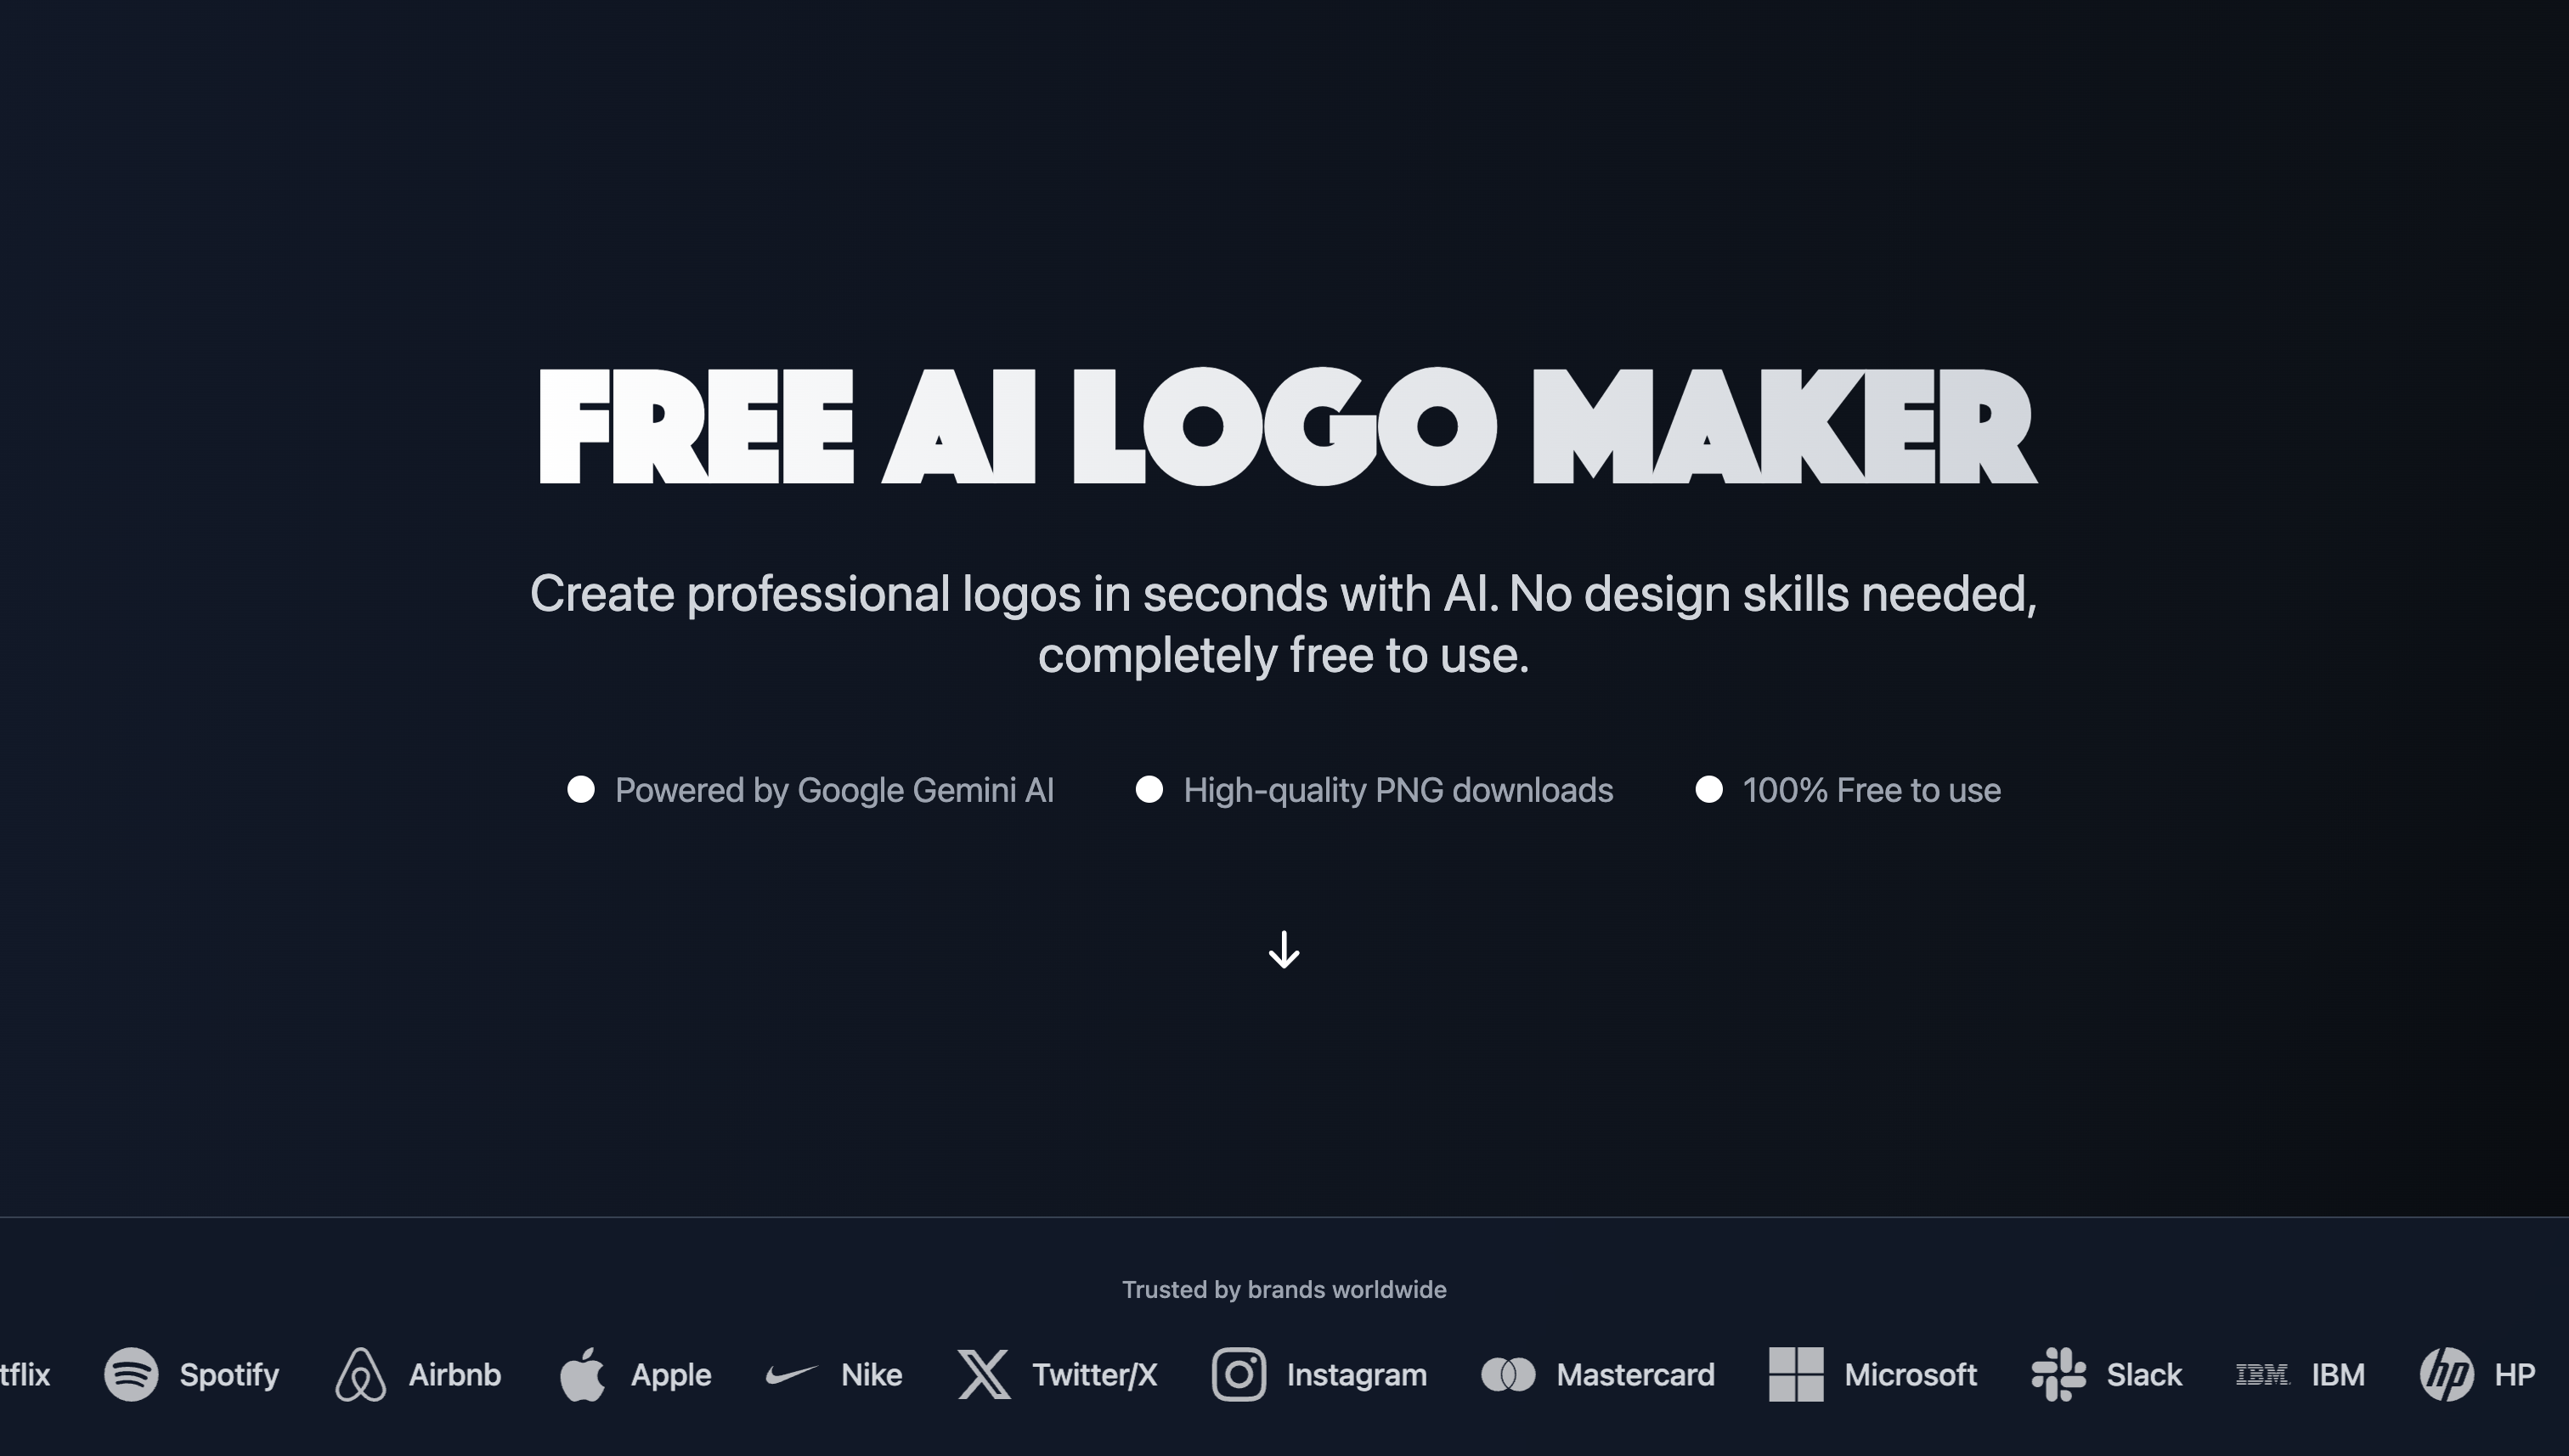 FREE AI LOGO MAKER
Create professional logos in seconds with AI. No design skills needed,
completely free to use.
Powered by Google Gemini AI High-quality PNG downloads 100% Free to use
Trusted by brands worldwide
tflix Spotify Airbnb Apple Nike Twitter/X Instagram Mastercard Microsoft Slack IBM IBM hp HP